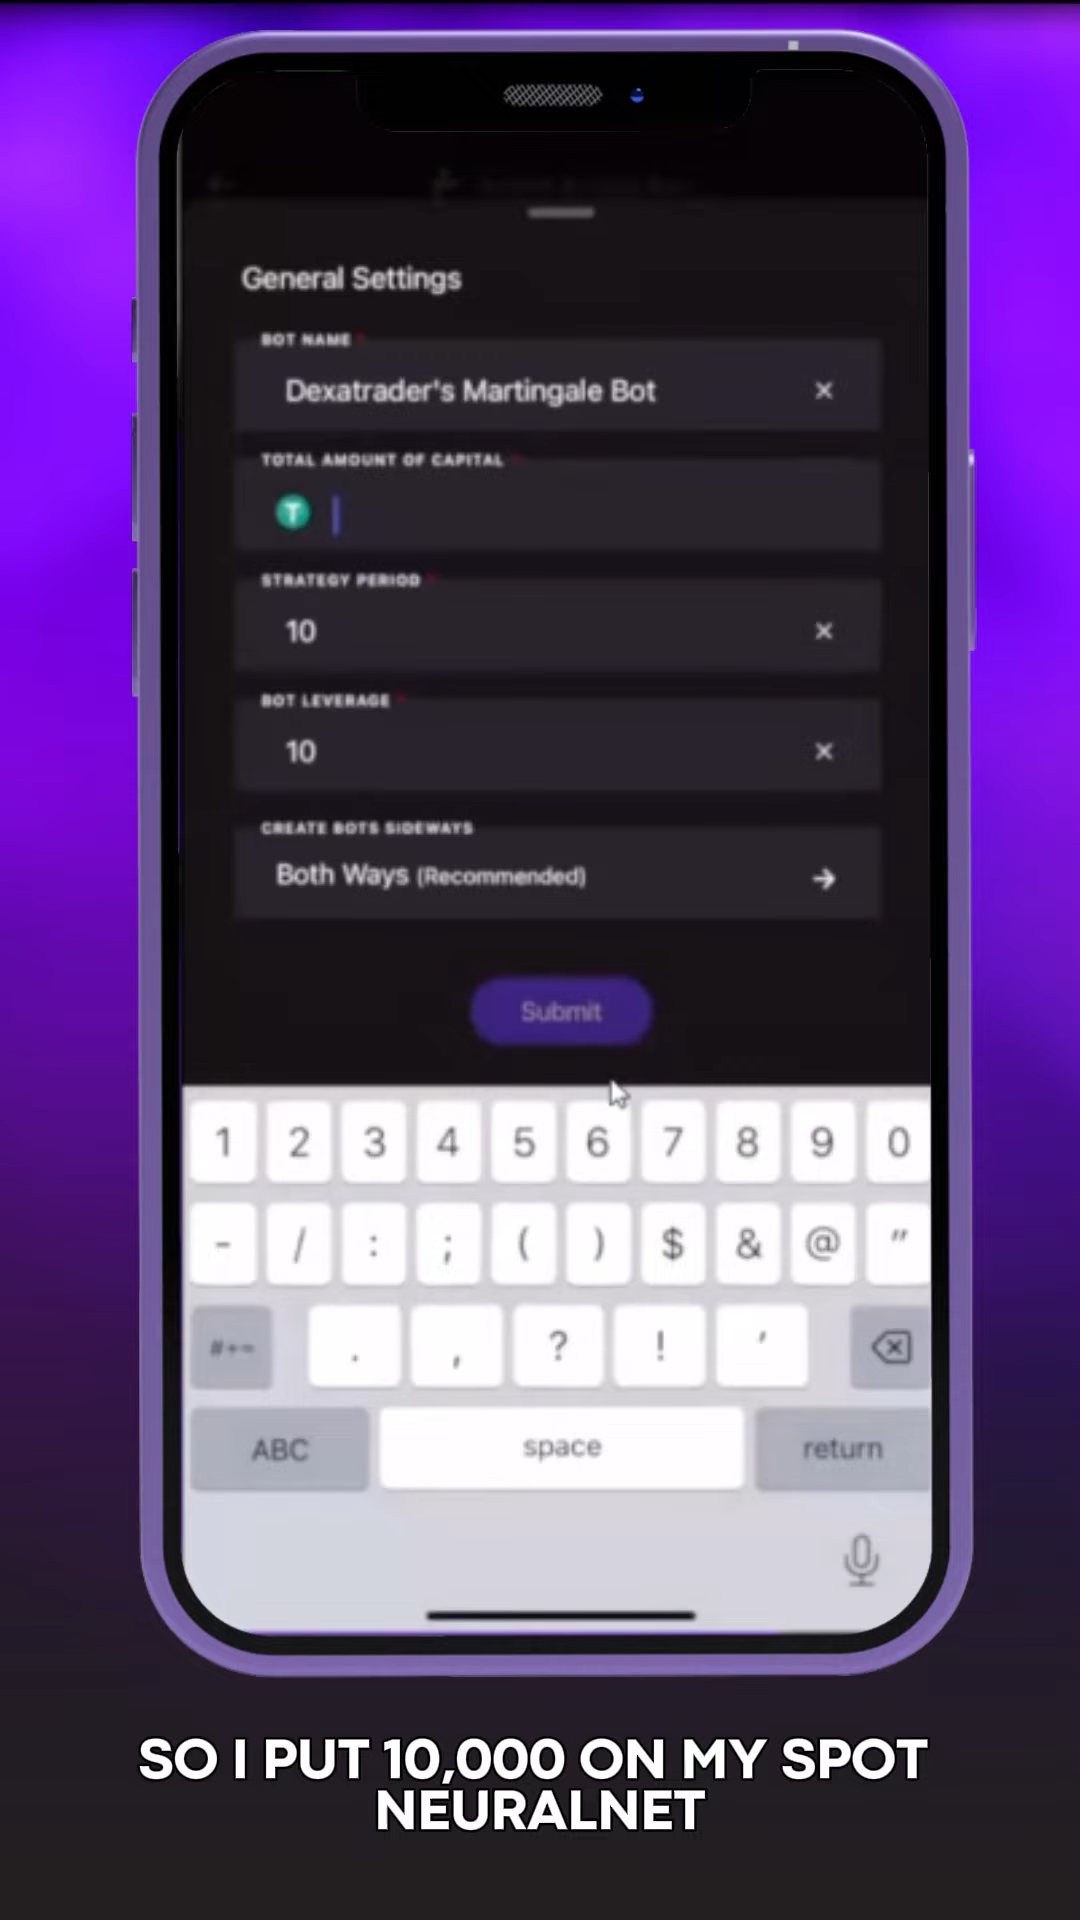 General Settings
BOT NAME *
Dexatrader's Martingale Bot
TOTAL AMOUNT OF CAPITAL *
T
STRATEGY PERIOD *
10
BOT LEVERAGE *
10
CREATE BOTS SIDEWAYS
Both Ways (Recommended)
Submit
1 2 3 4 5 6 7 8 9 0
- / : ; ( ) $ & @ "
#+= . , ? ! '
ABC space return
SO I PUT 10,000 ON MY SPOT
NEURALNET